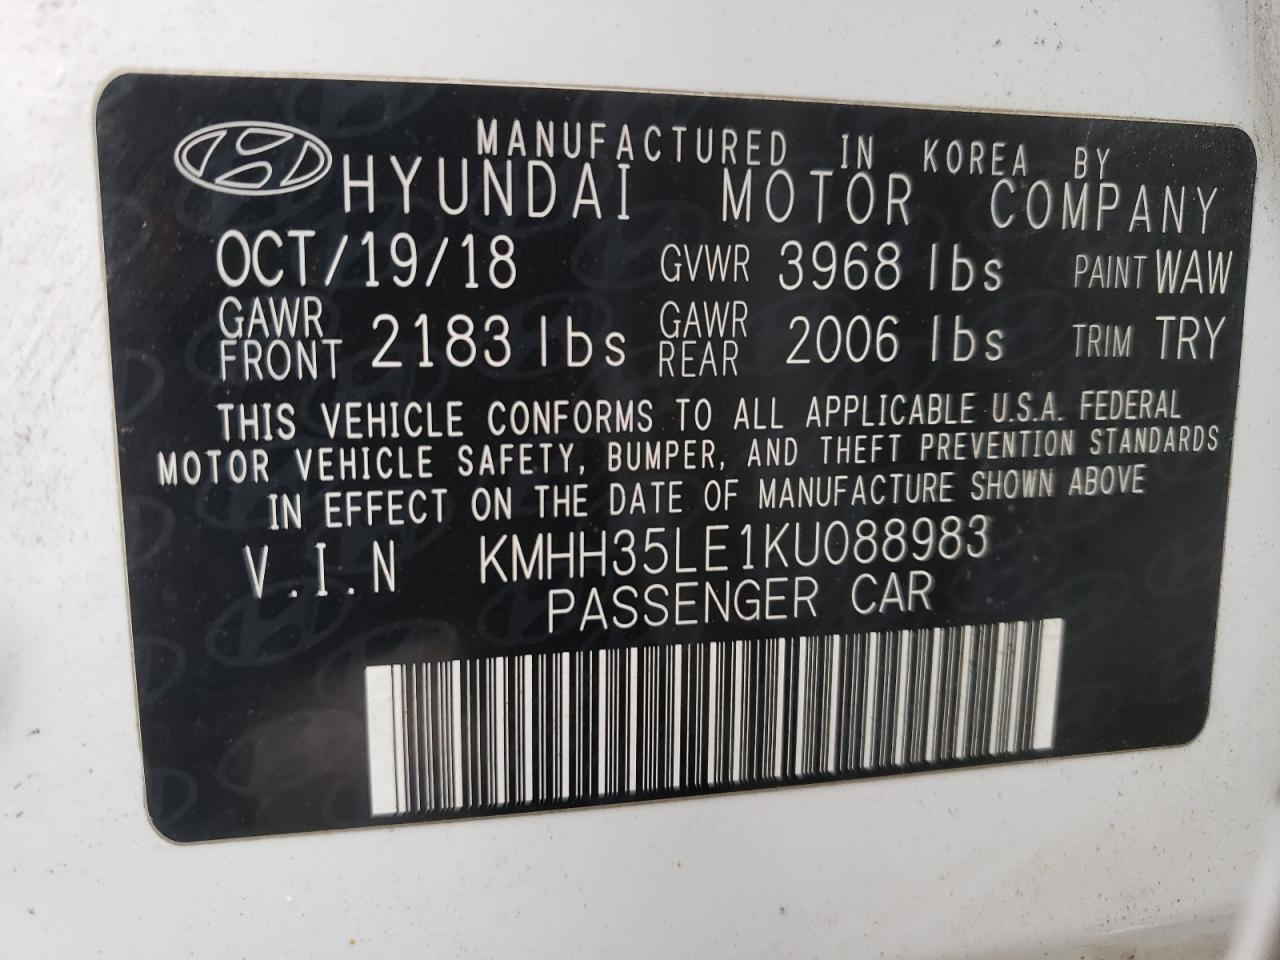 MANUFACTURED IN KOREA BY
HYUNDAI MOTOR COMPANY
OCT/19/18 GVWR 3968 lbs PAINT WAW
GAWR FRONT 2183 lbs GAWR REAR 2006 lbs TRIM TRY
THIS VEHICLE CONFORMS TO ALL APPLICABLE U.S.A. FEDERAL
MOTOR VEHICLE SAFETY, BUMPER, AND THEFT PREVENTION STANDARDS
IN EFFECT ON THE DATE OF MANUFACTURE SHOWN ABOVE
V.I.N KMHH35LE1KU088983
PASSENGER CAR